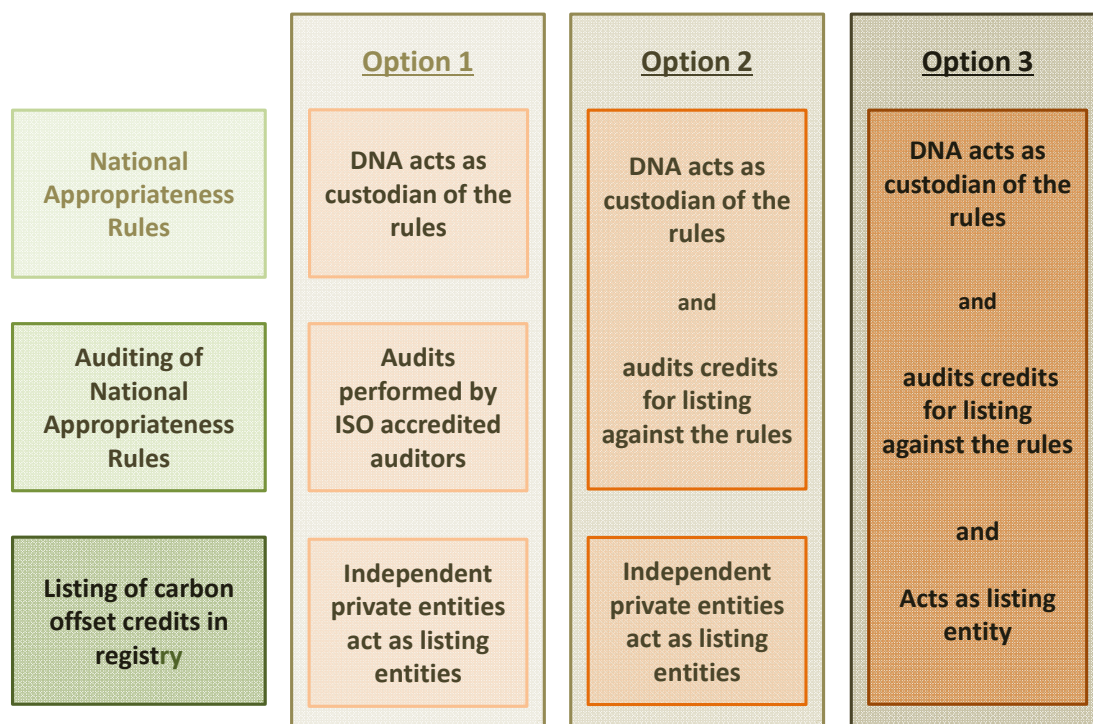 Option 1
Option 2
Option 3
National
Appropriateness
Rules
DNA acts as
custodian of the
rules
DNA acts as
custodian of the
rules
and
audits credits
for listing
against the rules
DNA acts as
custodian of the
rules
and
audits credits
for listing
against the rules
and
Acts as listing
entity
Auditing of
National
Appropriateness
Rules
Audits
performed by
ISO accredited
auditors
Listing of carbon
offset credits in
registry
Independent
private entities
act as listing
entities
Independent
private entities
act as listing
entities